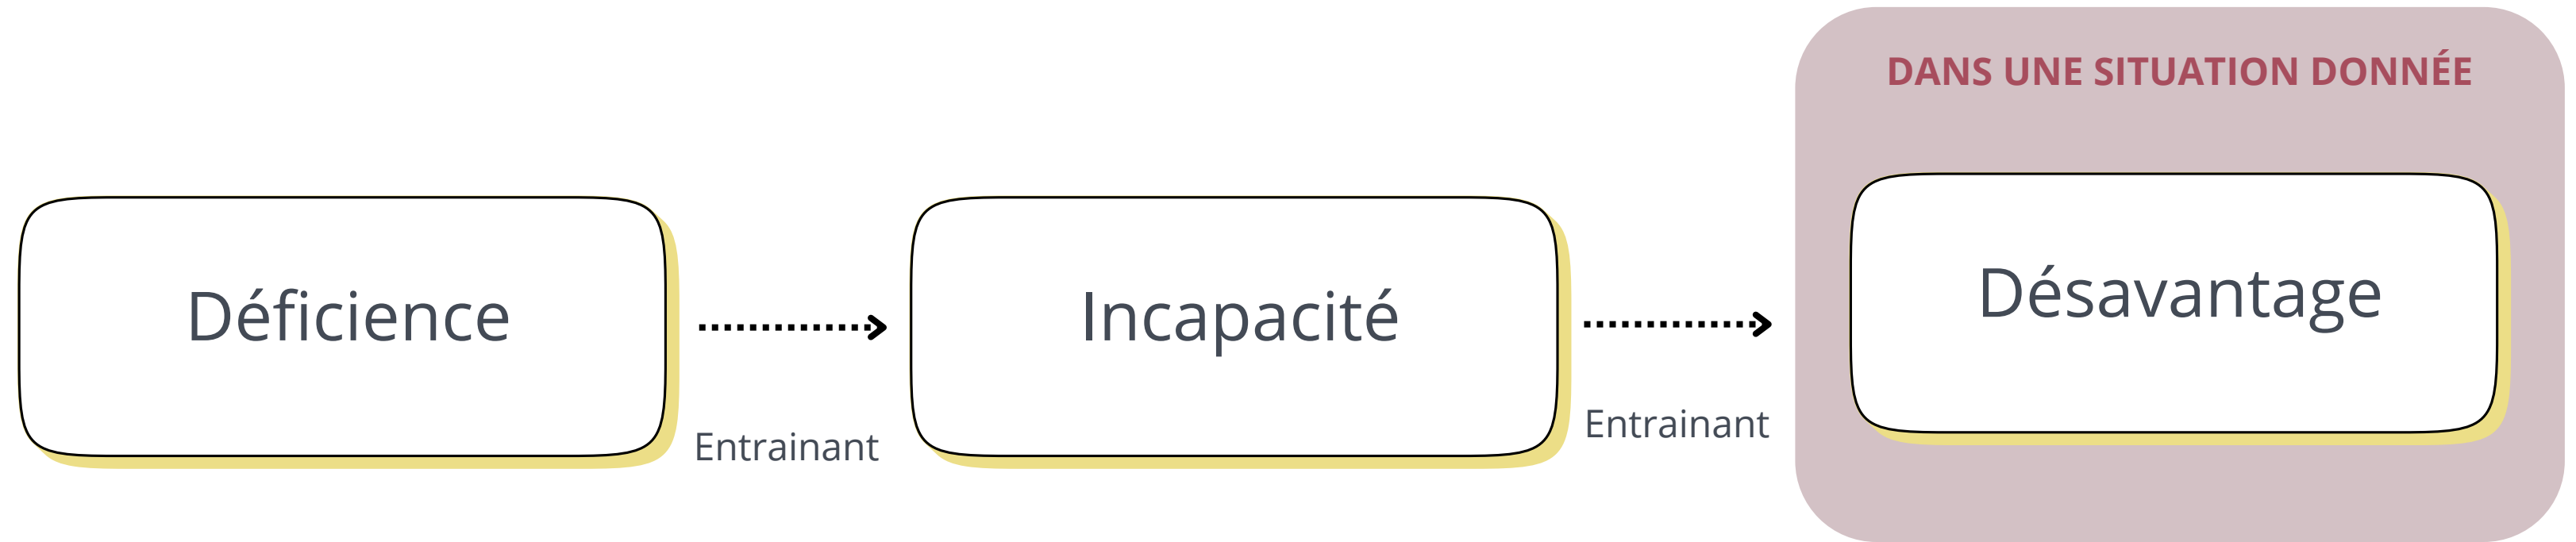 DANS UNE SITUATION DONNÉE
Déficience
Entrainant
Incapacité
Entrainant
Désavantage